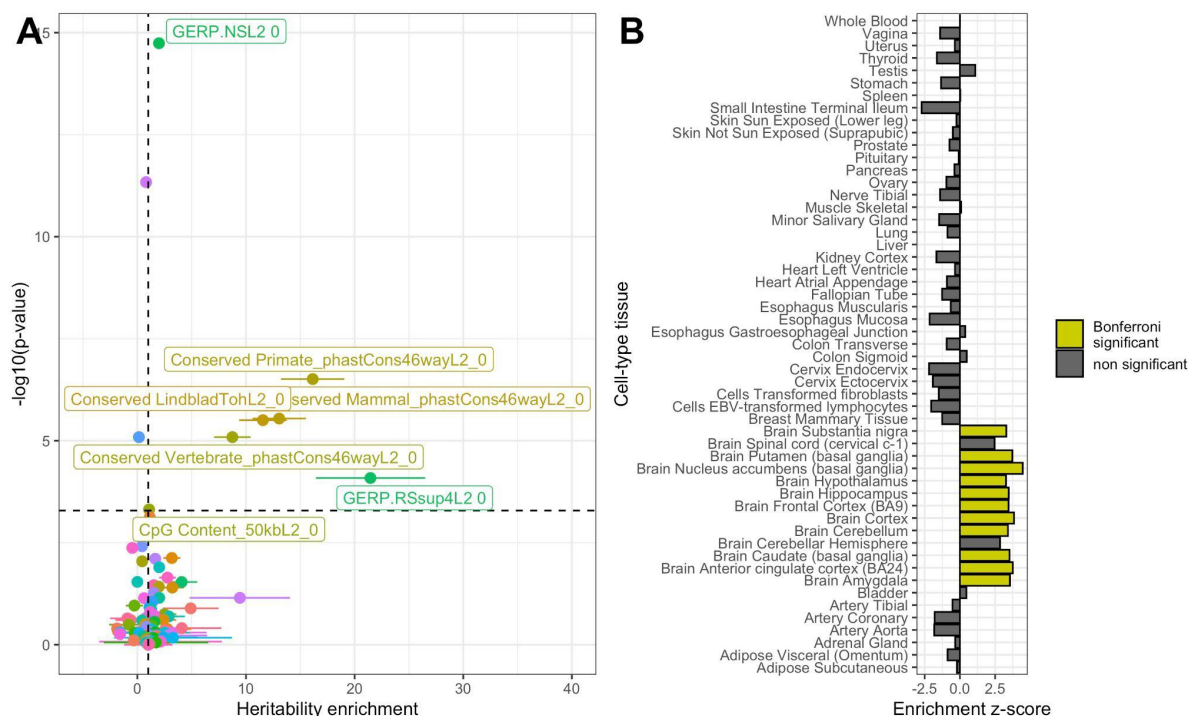 A
GERP.NSL2 0
Conserved Primate_phastCons46wayL2_0
Conserved LindbladTohL2_0
served Mammal_phastCons46wayL2_0
Conserved Vertebrate_phastCons46wayL2_0
GERP.RSsup4L2 0
CpG Content_50kbL2_0
-log10(p-value)
15
10
5
0
0
10
20
30
40
Heritability enrichment
B
Cell-type tissue
Whole Blood
Vagina
Uterus
Thyroid
Testis
Stomach
Spleen
Small Intestine Terminal Ileum
Skin Sun Exposed (Lower leg)
Skin Not Sun Exposed (Suprapubic)
Prostate
Pituitary
Pancreas
Ovary
Nerve Tibial
Muscle Skeletal
Minor Salivary Gland
Lung
Liver
Kidney Cortex
Heart Left Ventricle
Heart Atrial Appendage
Fallopian Tube
Esophagus Muscularis
Esophagus Mucosa
Esophagus Gastroesophageal Junction
Colon Transverse
Colon Sigmoid
Cervix Endocervix
Cervix Ectocervix
Cells Transformed fibroblasts
Cells EBV-transformed lymphocytes
Breast Mammary Tissue
Brain Substantia nigra
Brain Spinal cord (cervical c-1)
Brain Putamen (basal ganglia)
Brain Nucleus accumbens (basal ganglia)
Brain Hypothalamus
Brain Hippocampus
Brain Frontal Cortex (BA9)
Brain Cortex
Brain Cerebellum
Brain Cerebellar Hemisphere
Brain Caudate (basal ganglia)
Brain Anterior cingulate cortex (BA24)
Brain Amygdala
Bladder
Artery Tibial
Artery Coronary
Artery Aorta
Adrenal Gland
Adipose Visceral (Omentum)
Adipose Subcutaneous
-2.5
0.0
2.5
Enrichment z-score
Bonferroni
significant
non significant